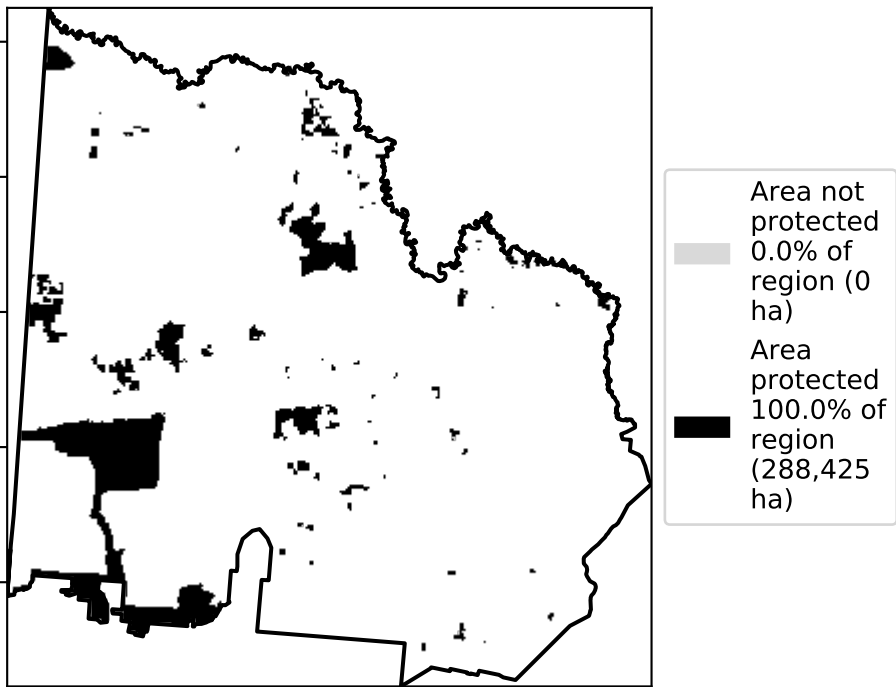 Area not
protected
0.0% of
region (0
ha)
Area
protected
100.0% of
region
(288,425
ha)